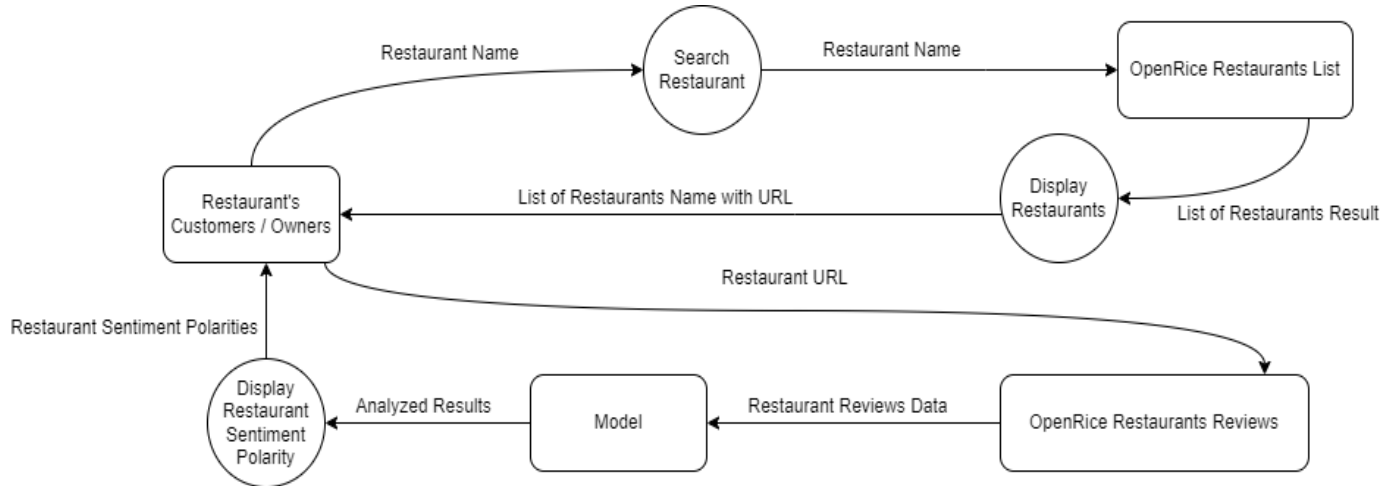 Restaurant Name
Search
Restaurant
Restaurant Name
OpenRice Restaurants List
Restaurant's
Customers / Owners
List of Restaurants Name with URL
Display
Restaurants
List of Restaurants Result
Restaurant URL
Restaurant Sentiment Polarities
Display
Restaurant
Sentiment
Polarity
Analyzed Results
Model
Restaurant Reviews Data
OpenRice Restaurants Reviews